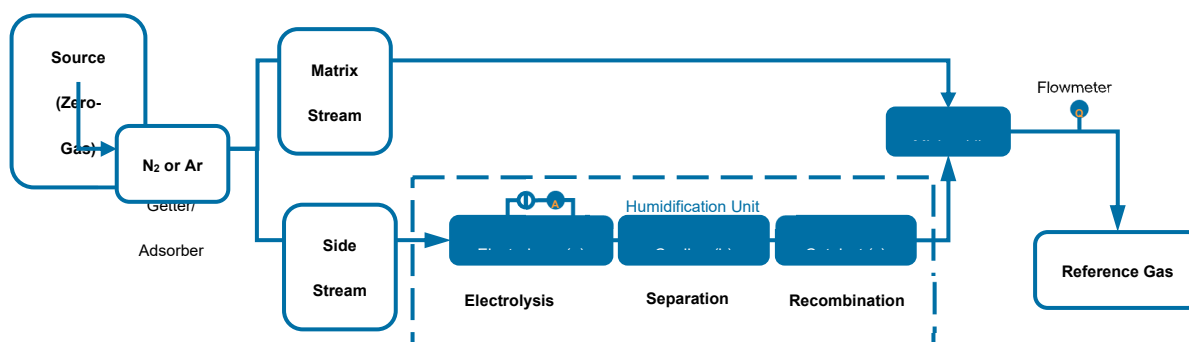 Source
(Zero-
Gas)
N₂ or Ar
Getter/
Adsorber
Matrix
Stream
Side
Stream
Humidification Unit
A
Electrolysis
Separation
Recombination
Flowmeter
Q
Reference Gas